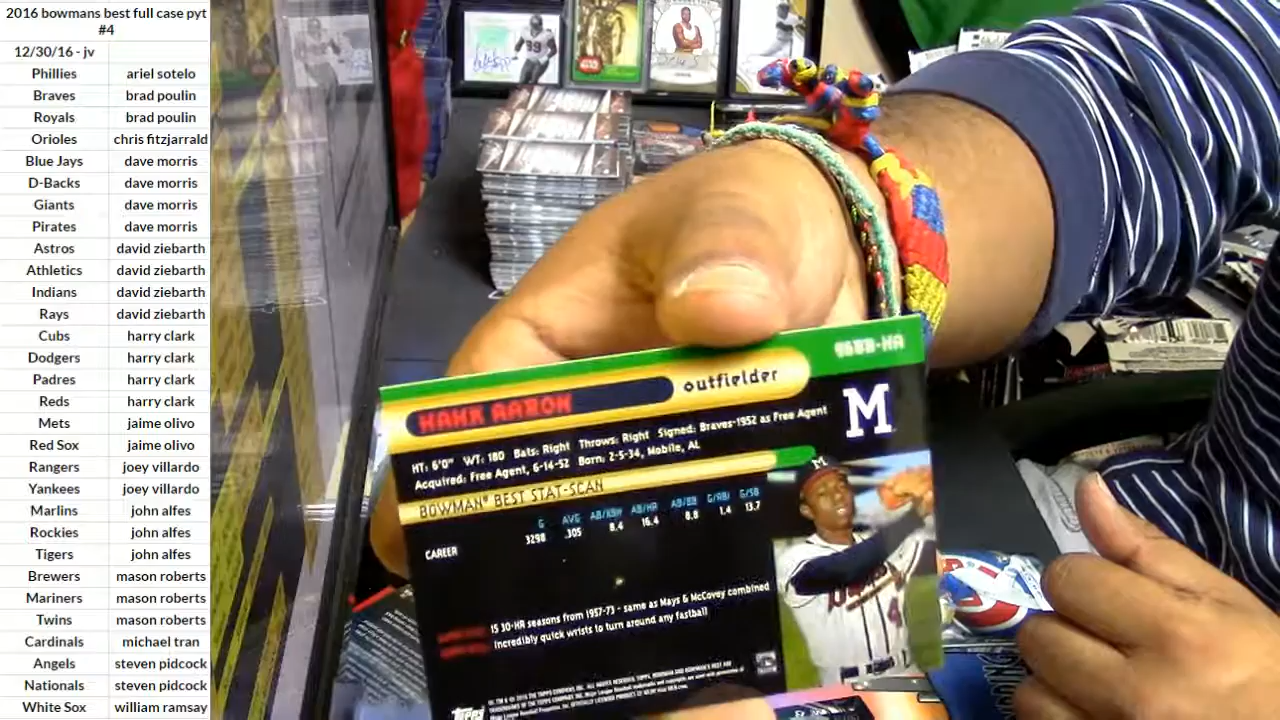 2016 bowmans best full case pyt
#4
12/30/16 - jv
Phillies ariel sotelo
Braves brad poulin
Royals brad poulin
Orioles chris fitzjarrald
Blue Jays dave morris
D-Backs dave morris
Giants dave morris
Pirates dave morris
Astros david ziebarth
Athletics david ziebarth
Indians david ziebarth
Rays david ziebarth
Cubs harry clark
Dodgers harry clark
Padres harry clark
Reds harry clark
Mets jaime olivo
Red Sox jaime olivo
Rangers joey villardo
Yankees joey villardo
Marlins john alfes
Rockies john alfes
Tigers john alfes
Brewers mason roberts
Mariners mason roberts
Twins mason roberts
Cardinals michael tran
Angels steven pidcock
Nationals steven pidcock
White Sox william ramsay
HANK AARON outfielder
M
HT: 6'0" WT: 180 Bats: Right Throws: Right Signed: Braves-1952 as Free Agent
Acquired: Free Agent, 6-14-52 Born: 2-5-34, Mobile, AL
BOWMAN® BEST STAT-SCAN
G AVG AB/HR AB/BB G/RBI G/SB
CAREER 3298 .305 8.4 16.4 8.8 1.4 13.7
15 30-HR seasons from 1957-73 - same as Mays & McCovey combined
Incredibly quick wrists to turn around any fastball
Topps